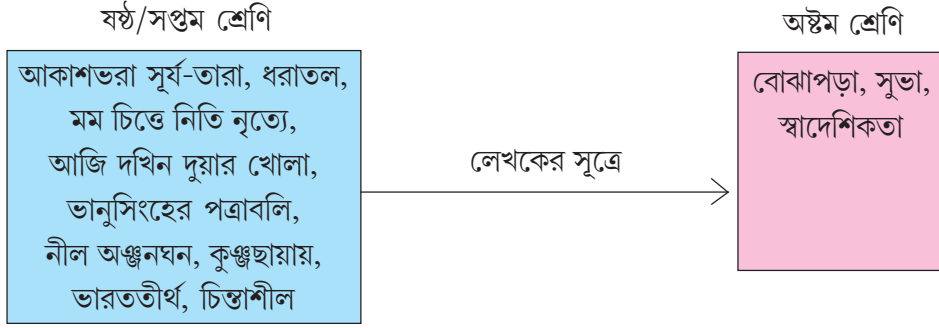 ষষ্ঠ/সপ্তম শ্রেণি
আকাশভরা সূর্য-তারা, ধরাতল,
মম চিত্তে নিতি নৃত্যে,
আজি দখিন দুয়ার খোলা,
ভানুসিংহের পত্রাবলি,
নীল অঞ্জনঘন, কুঞ্জছায়ায়,
ভারততীর্থ, চিন্তাশীল
লেখকের সূত্রে
অষ্টম শ্রেণি
বোঝাপড়া, সুভা,
স্বাদেশিকতা